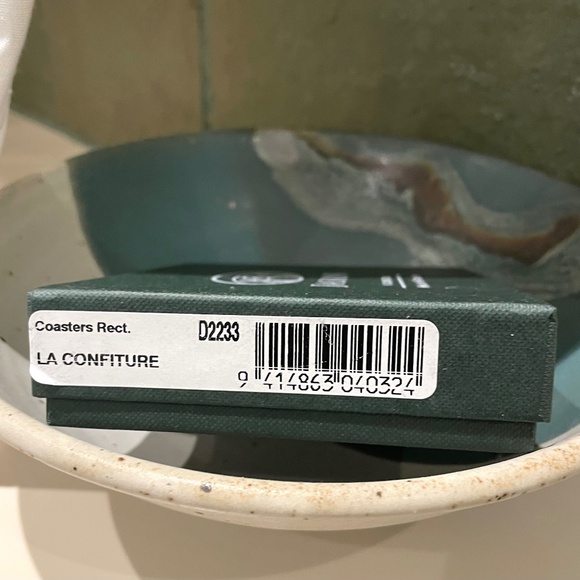 Coasters Rect.
D2233
LA CONFITURE
9 414863 040324